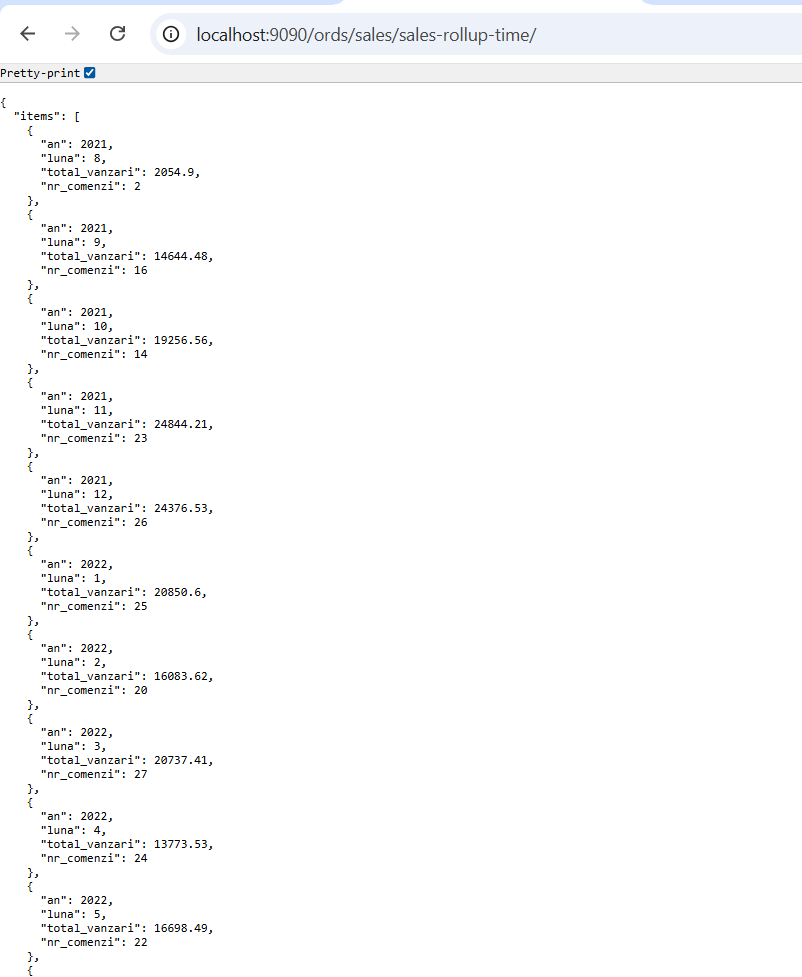 localhost:9090/ords/sales/sales-rollup-time/
Pretty-print
{
  "items": [
    {
      "an": 2021,
      "luna": 8,
      "total_vanzari": 2054.9,
      "nr_comenzi": 2
    },
    {
      "an": 2021,
      "luna": 9,
      "total_vanzari": 14644.48,
      "nr_comenzi": 16
    },
    {
      "an": 2021,
      "luna": 10,
      "total_vanzari": 19256.56,
      "nr_comenzi": 14
    },
    {
      "an": 2021,
      "luna": 11,
      "total_vanzari": 24844.21,
      "nr_comenzi": 23
    },
    {
      "an": 2021,
      "luna": 12,
      "total_vanzari": 24376.53,
      "nr_comenzi": 26
    },
    {
      "an": 2022,
      "luna": 1,
      "total_vanzari": 20850.6,
      "nr_comenzi": 25
    },
    {
      "an": 2022,
      "luna": 2,
      "total_vanzari": 16083.62,
      "nr_comenzi": 20
    },
    {
      "an": 2022,
      "luna": 3,
      "total_vanzari": 20737.41,
      "nr_comenzi": 27
    },
    {
      "an": 2022,
      "luna": 4,
      "total_vanzari": 13773.53,
      "nr_comenzi": 24
    },
    {
      "an": 2022,
      "luna": 5,
      "total_vanzari": 16698.49,
      "nr_comenzi": 22
    },
    {